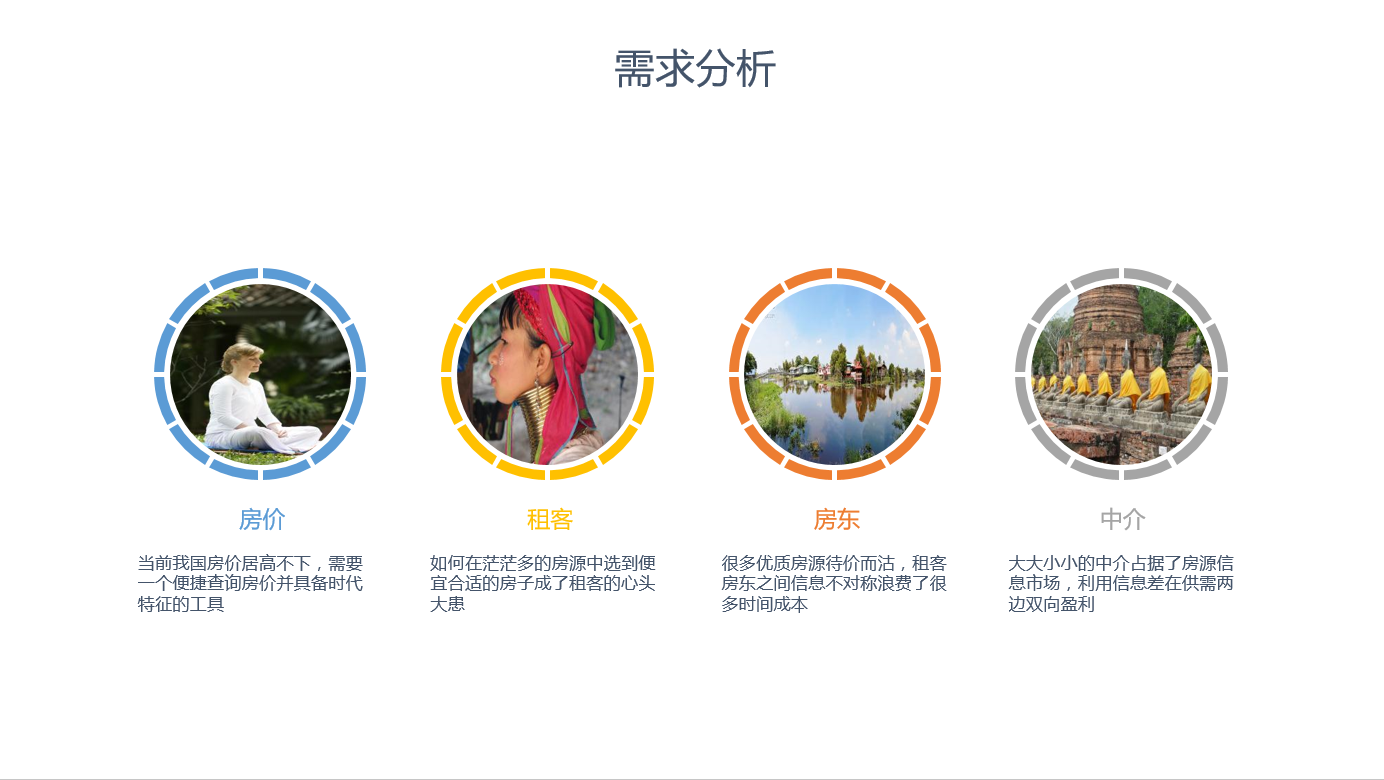 需求分析
房价
当前我国房价居高不下，需要
一个便捷查询房价并具备时代
特征的工具
租客
如何在茫茫多的房源中选到便
宜合适的房子成了租客的心头
大患
房东
很多优质房源待价而沽，租客
房东之间信息不对称浪费了很
多时间成本
中介
大大小小的中介占据了房源信
息市场，利用信息差在供需两
边双向盈利